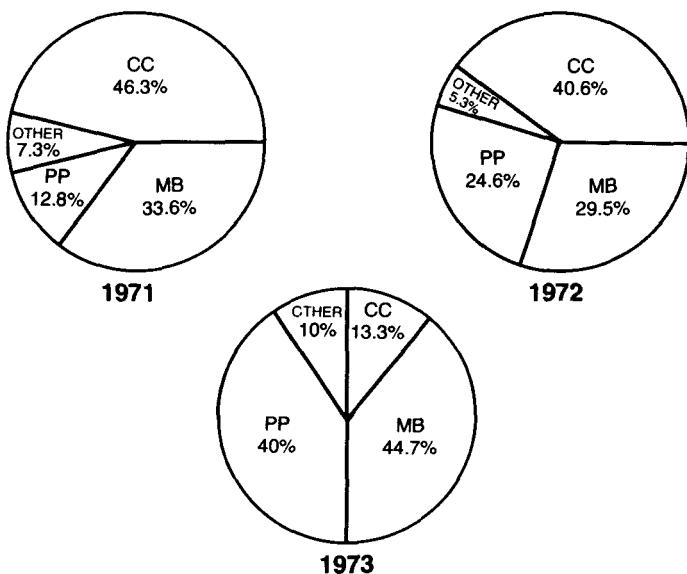 CC
46.3%
OTHER
7.3%
PP
12.8%
MB
33.6%
1971
CC
40.6%
OTHER
5.3%
PP
24.6%
MB
29.5%
1972
CTHER
10%
CC
13.3%
PP
40%
MB
44.7%
1973